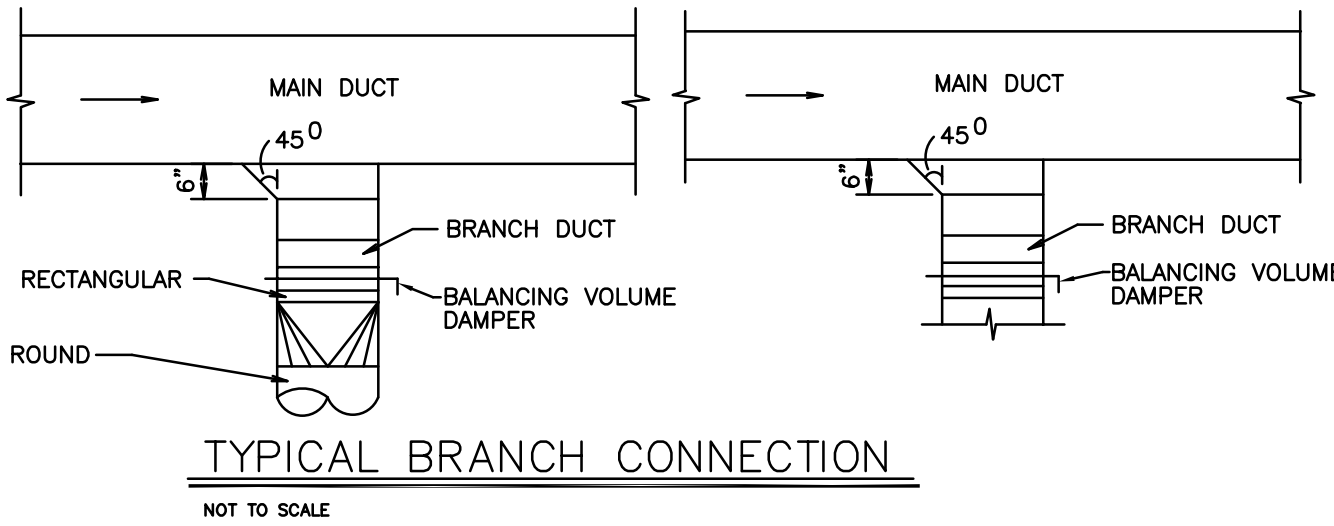 MAIN DUCT
45⁰
6"
BRANCH DUCT
RECTANGULAR
BALANCING VOLUME
DAMPER
ROUND
MAIN DUCT
45⁰
6"
BRANCH DUCT
BALANCING VOLUME
DAMPER
TYPICAL BRANCH CONNECTION
NOT TO SCALE